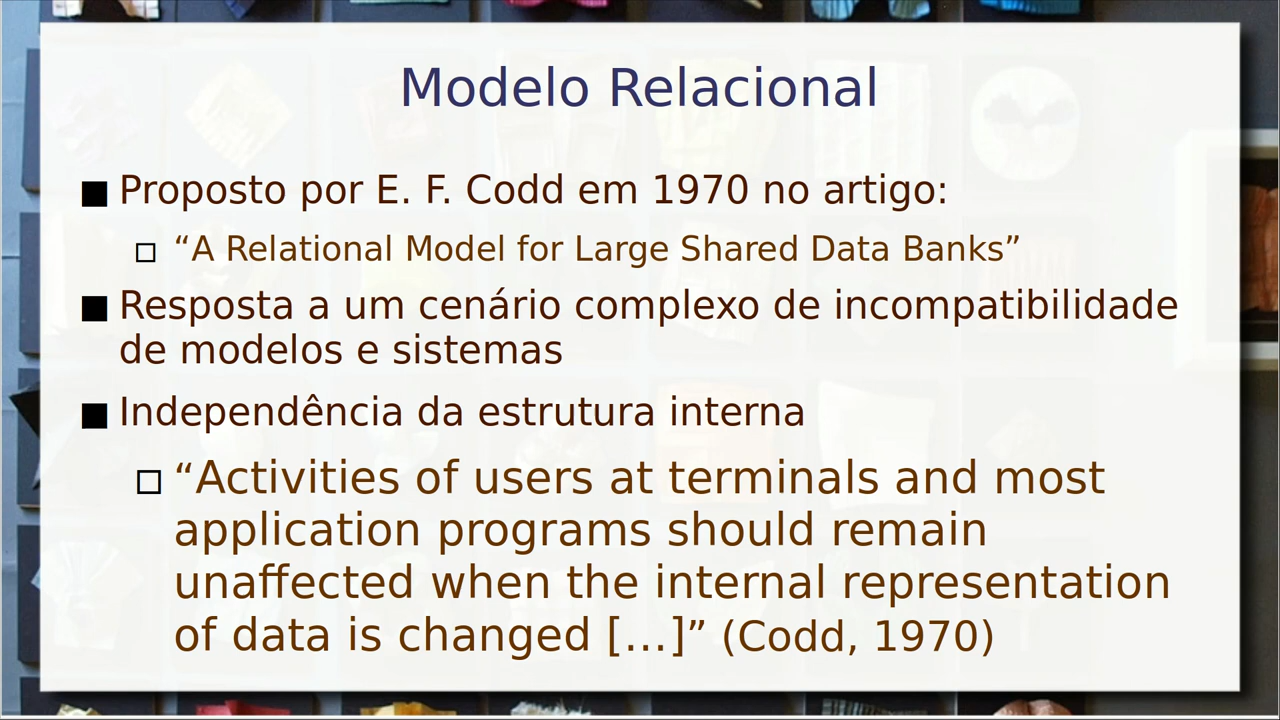 Modelo Relacional
■ Proposto por E. F. Codd em 1970 no artigo:
□ “A Relational Model for Large Shared Data Banks”
■ Resposta a um cenário complexo de incompatibilidade
de modelos e sistemas
■ Independência da estrutura interna
□ “Activities of users at terminals and most
application programs should remain
unaffected when the internal representation
of data is changed [...]” (Codd, 1970)